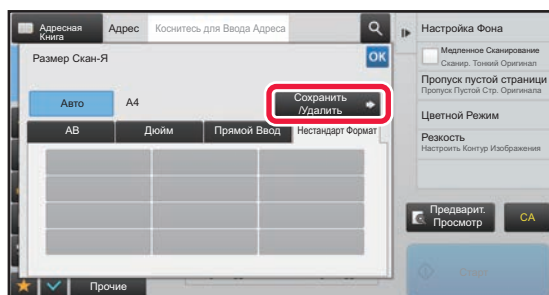 Адресная
Книга
Адрес
Коснитесь для Ввода Адреса
Настройка Фона
Размер Скан-Я
OK
Медленное Сканирование
Сканир. Тонкий Оригинал
Пропуск пустой страници
Пропуск Пустой Стр. Оригинала
Авто
A4
Сохранить
/Удалить
Цветной Режим
АВ
Дюйм
Прямой Ввод
Нестандарт Формат
Резкость
Настроить Контур Изображения
Предварит.
Просмотр
CA
Прочие